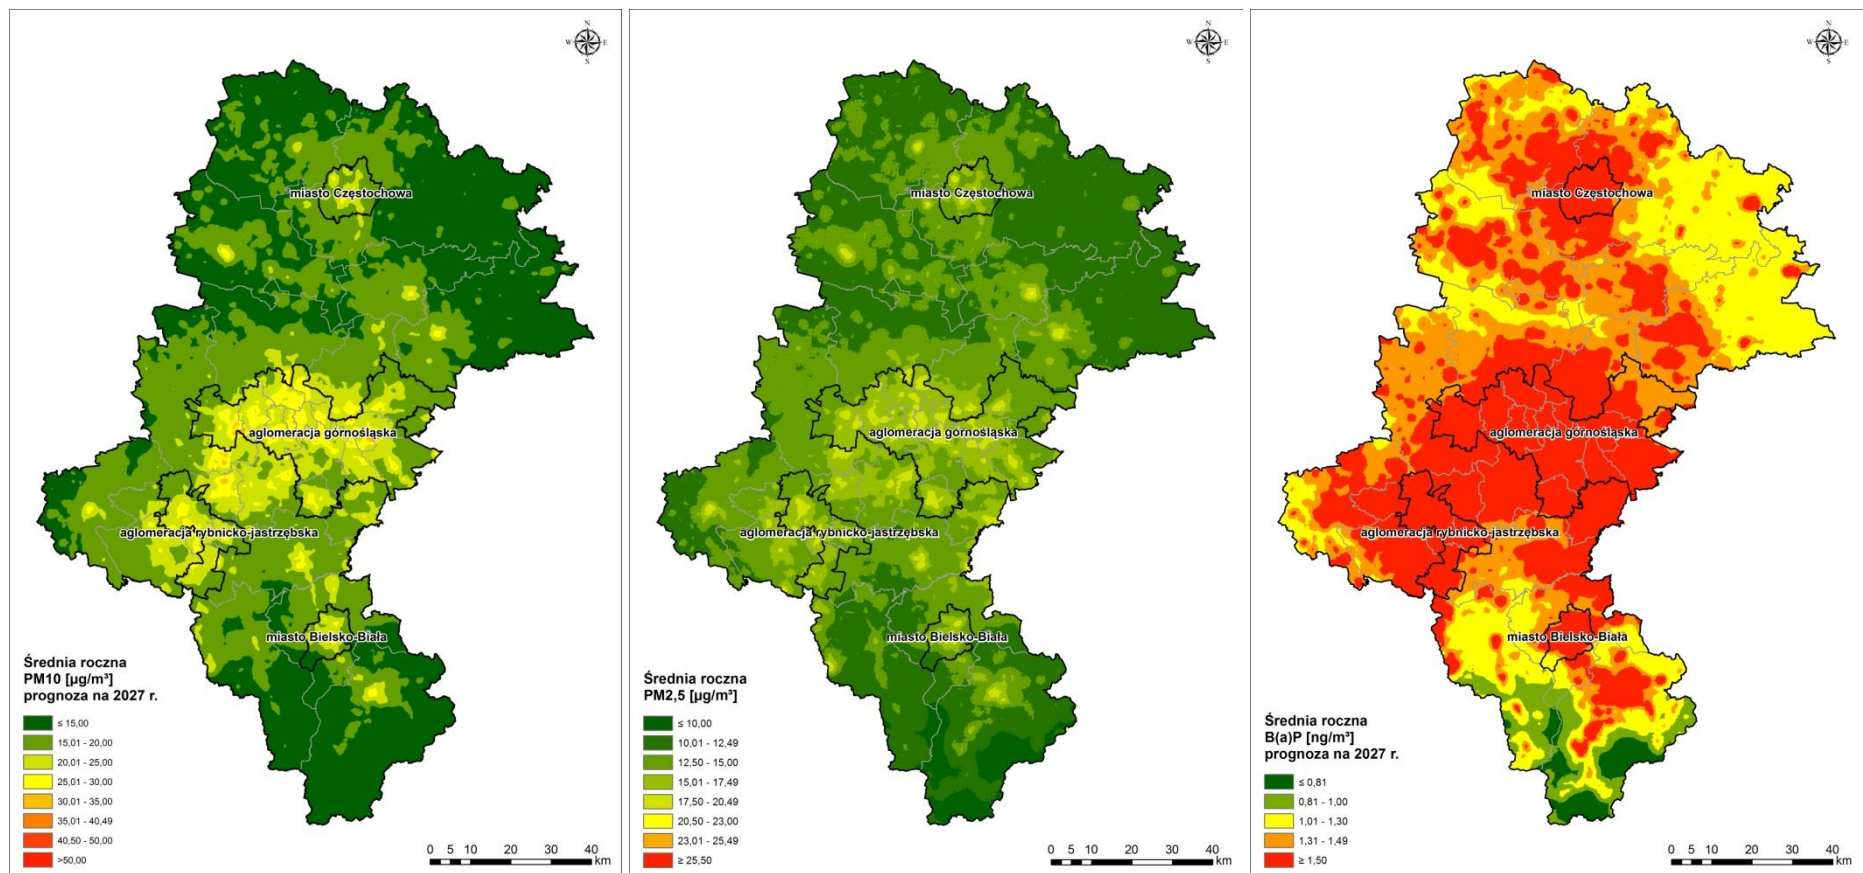 N
W E
S
miasto Częstochowa
aglomeracja górnośląska
aglomeracja rybnicko-jastrzębska
miasto Bielsko-Biała
Średnia roczna
PM10 [µg/m³]
prognoza na 2027 r.
≤ 15,00
15,01 - 20,00
20,01 - 25,00
25,01 - 30,00
30,01 - 35,00
35,01 - 40,49
40,50 - 50,00
>50,00
0 5 10 20 30 40
km
N
W E
S
miasto Częstochowa
aglomeracja górnośląska
aglomeracja rybnicko-jastrzębska
miasto Bielsko-Biała
Średnia roczna
PM2,5 [µg/m³]
≤ 10,00
10,01 - 12,49
12,50 - 15,00
15,01 - 17,49
17,50 - 20,49
20,50 - 23,00
23,01 - 25,49
≥ 25,50
0 5 10 20 30 40
km
N
W E
S
miasto Częstochowa
aglomeracja górnośląska
aglomeracja rybnicko-jastrzębska
miasto Bielsko-Biała
Średnia roczna
B(a)P [ng/m³]
prognoza na 2027 r.
≤ 0,81
0,81 - 1,00
1,01 - 1,30
1,31 - 1,49
≥ 1,50
0 5 10 20 30 40
km